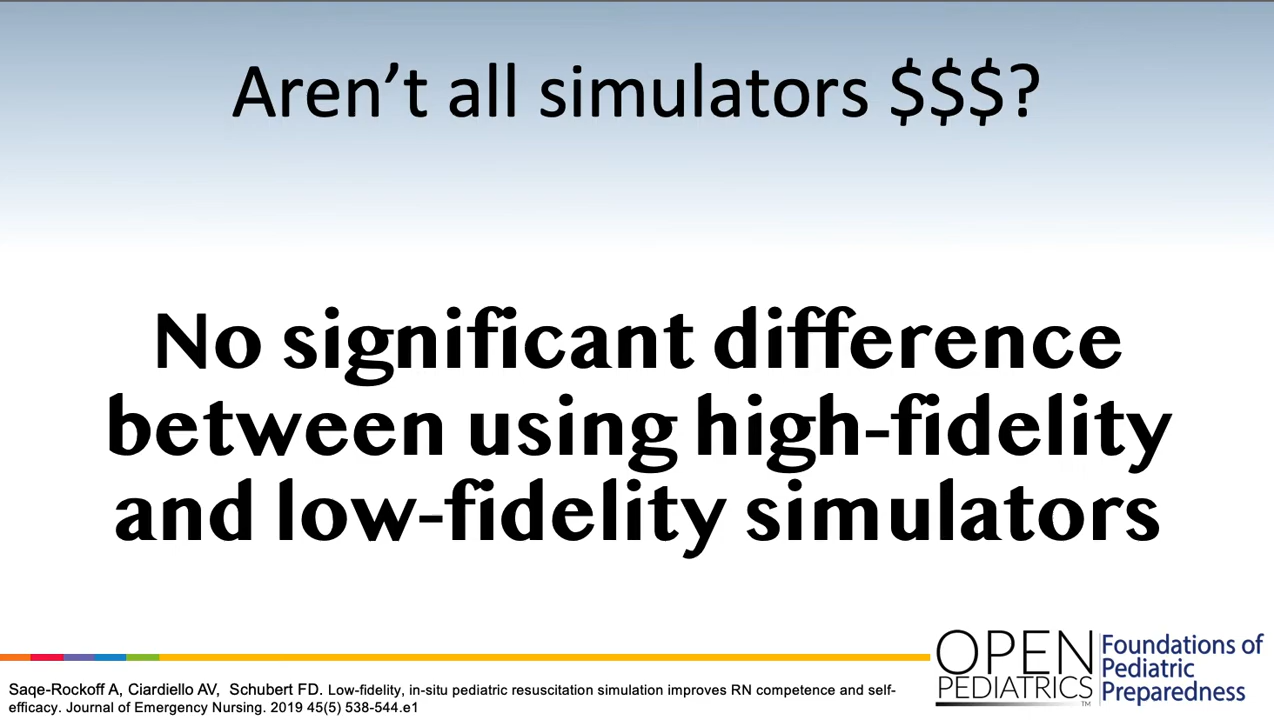 Aren’t all simulators $$$?
No significant difference
between using high-fidelity
and low-fidelity simulators
Saqe-Rockoff A, Ciardiello AV, Schubert FD. Low-fidelity, in-situ pediatric resuscitation simulation improves RN competence and self-
efficacy. Journal of Emergency Nursing. 2019 45(5) 538-544.e1
OPEN
PEDIATRICS™
Foundations of
Pediatric
Preparedness